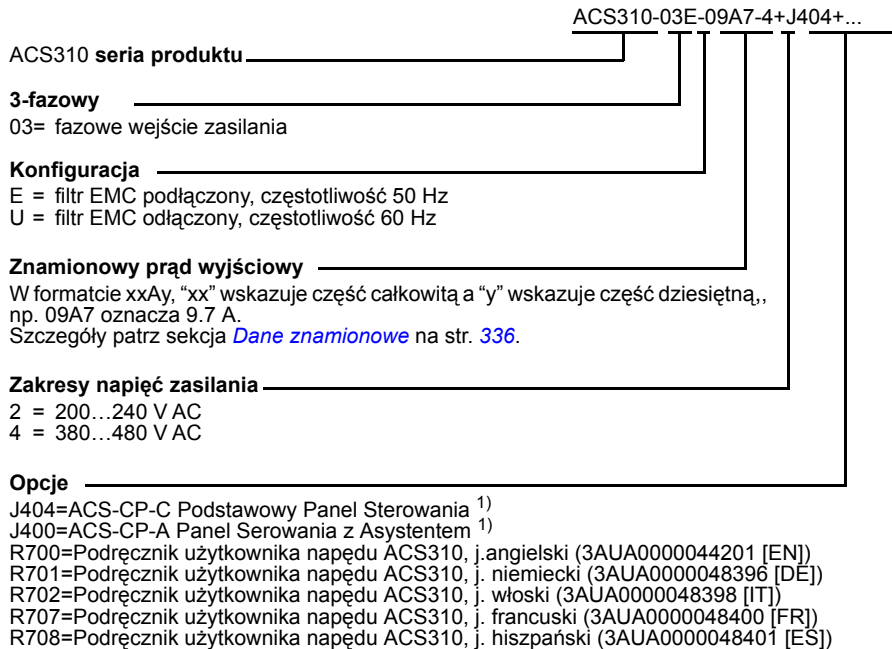 ACS310-03E-09A7-4+J404+...
ACS310 seria produktu
3-fazowy
03= fazowe wejście zasilania
Konfiguracja
E = filtr EMC podłączony, częstotliwość 50 Hz
U = filtr EMC odłączony, częstotliwość 60 Hz
Znamionowy prąd wyjściowy
W formatcie xxAy, “xx” wskazuje część całkowitą a “y” wskazuje część dziesiętną,,
np. 09A7 oznacza 9.7 A.
Szczegóły patrz sekcja Dane znamionowe na str. 336.
Zakresy napięć zasilania
2 = 200…240 V AC
4 = 380…480 V AC
Opcje
J404=ACS-CP-C Podstawowy Panel Sterowania 1)
J400=ACS-CP-A Panel Serowania z Asystentem 1)
R700=Podręcznik użytkownika napędu ACS310, j.angielski (3AUA0000044201 [EN])
R701=Podręcznik użytkownika napędu ACS310, j. niemiecki (3AUA0000048396 [DE])
R702=Podręcznik użytkownika napędu ACS310, j. włoski (3AUA0000048398 [IT])
R707=Podręcznik użytkownika napędu ACS310, j. francuski (3AUA0000048400 [FR])
R708=Podręcznik użytkownika napędu ACS310, j. hiszpański (3AUA0000048401 [ES])